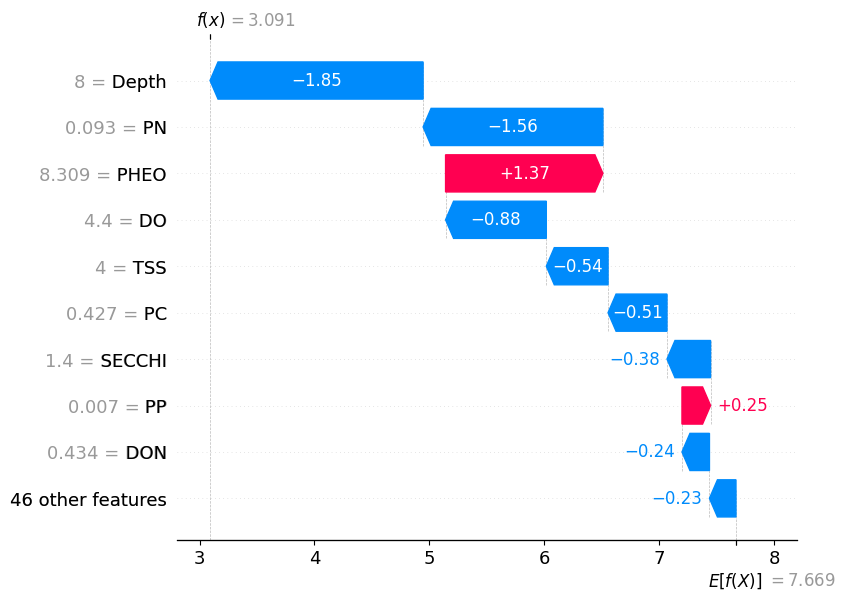 f(x) = 3.091
8 = Depth −1.85
0.093 = PN −1.56
8.309 = PHEO +1.37
4.4 = DO −0.88
4 = TSS −0.54
0.427 = PC −0.51
1.4 = SECCHI −0.38
0.007 = PP +0.25
0.434 = DON −0.24
46 other features −0.23
3 4 5 6 7 8
E[f(X)] = 7.669